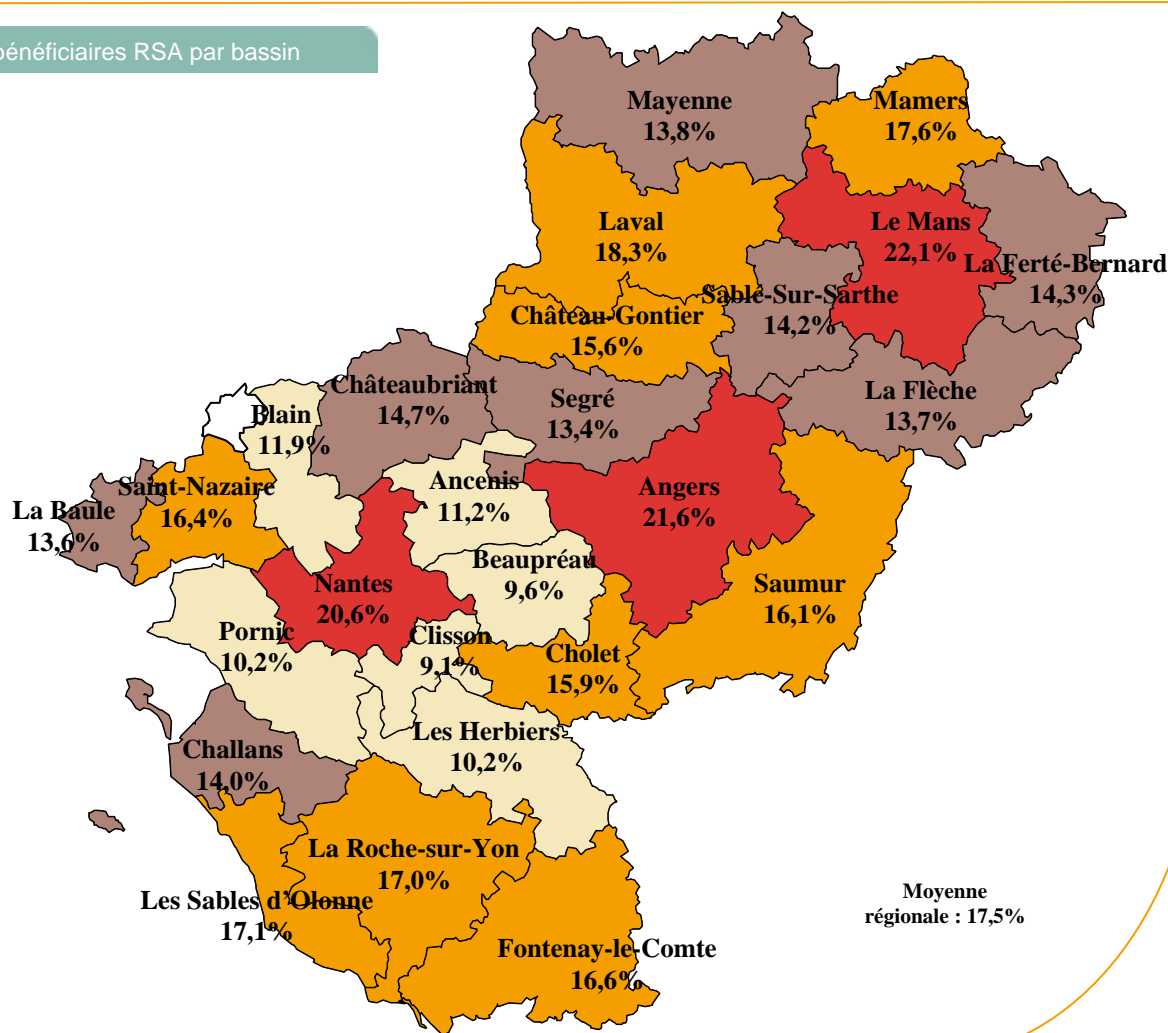 bénéficiaires RSA par bassin
Mayenne
13,8%
Mamers
17,6%
Laval
18,3%
Le Mans
22,1%
La Ferté-Bernard
14,3%
Sablé-Sur-Sarthe
14,2%
Château-Gontier
15,6%
Châteaubriant
14,7%
Segré
13,4%
La Flèche
13,7%
Blain
11,9%
Ancenis
11,2%
Angers
21,6%
Saint-Nazaire
16,4%
La Baule
13,6%
Beaupréau
9,6%
Nantes
20,6%
Saumur
16,1%
Pornic
10,2%
Clisson
9,1%
Cholet
15,9%
Les Herbiers
10,2%
Challans
14,0%
La Roche-sur-Yon
17,0%
Les Sables d'Olonne
17,1%
Fontenay-le-Comte
16,6%
Moyenne
régionale : 17,5%